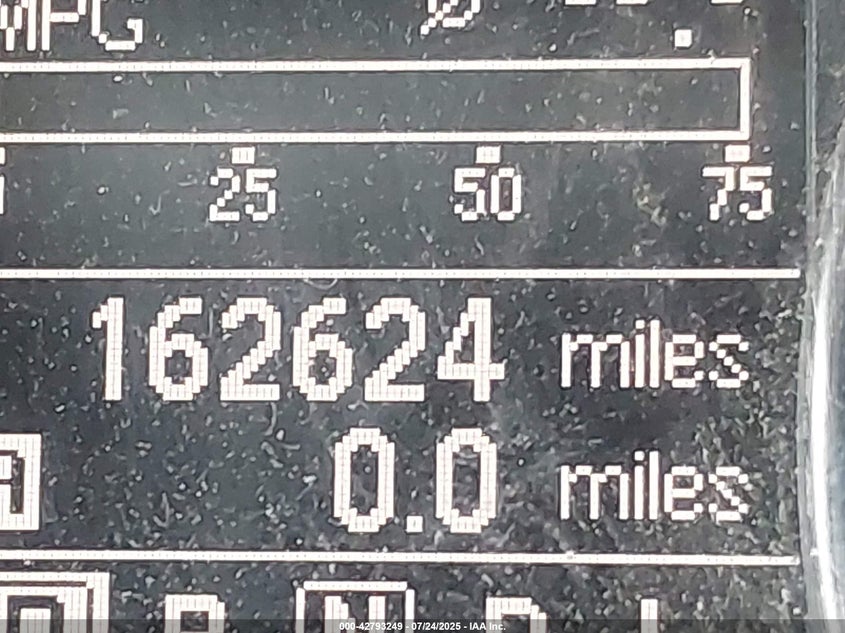 MPG Ø
25 50 75
162624 miles
0.0 miles
A
R N D L
000-42793249 - 07/24/2025 - IAA Inc.